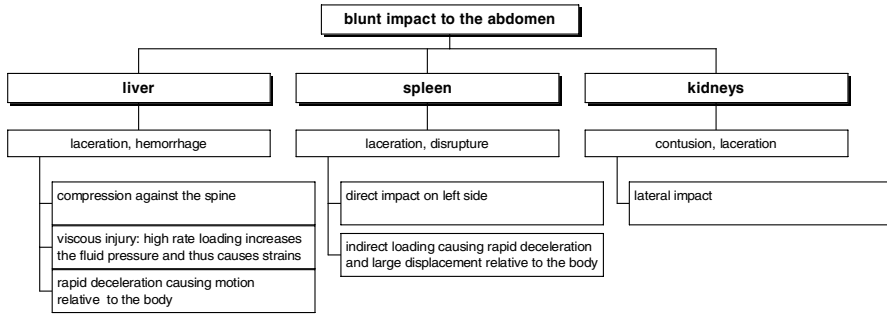 blunt impact to the abdomen
liver
laceration, hemorrhage
compression against the spine
viscous injury: high rate loading increases
the fluid pressure and thus causes strains
rapid deceleration causing motion
relative to the body
spleen
laceration, disrupture
direct impact on left side
indirect loading causing rapid deceleration
and large displacement relative to the body
kidneys
contusion, laceration
lateral impact